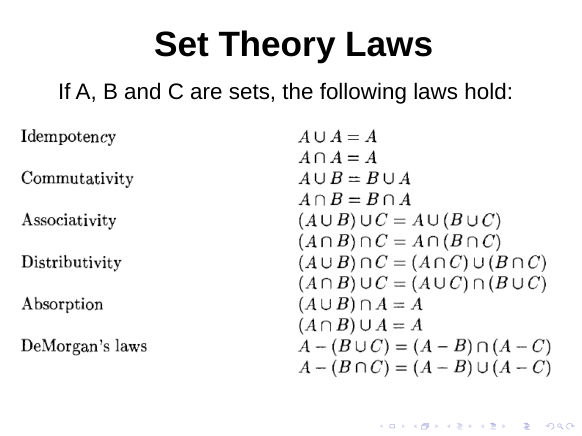 Set Theory Laws
If A, B and C are sets, the following laws hold:
Idempotency A ∪ A = A
A ∩ A = A
Commutativity A ∪ B = B ∪ A
A ∩ B = B ∩ A
Associativity (A ∪ B) ∪ C = A ∪ (B ∪ C)
(A ∩ B) ∩ C = A ∩ (B ∩ C)
Distributivity (A ∪ B) ∩ C = (A ∩ C) ∪ (B ∩ C)
(A ∩ B) ∪ C = (A ∪ C) ∩ (B ∪ C)
Absorption (A ∪ B) ∩ A = A
(A ∩ B) ∪ A = A
DeMorgan's laws A − (B ∪ C) = (A − B) ∩ (A − C)
A − (B ∩ C) = (A − B) ∪ (A − C)